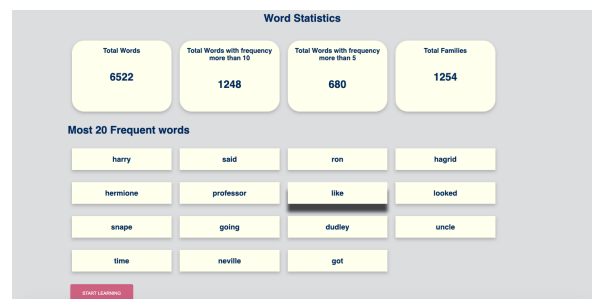 Word Statistics
Total Words
6522
Total Words with frequency
more than 10
1248
Total Words with frequency
more than 5
680
Total Families
1254
Most 20 Frequent words
harry
said
ron
hagrid
hermione
professor
like
looked
snape
going
dudley
uncle
time
neville
got
START LEARNING